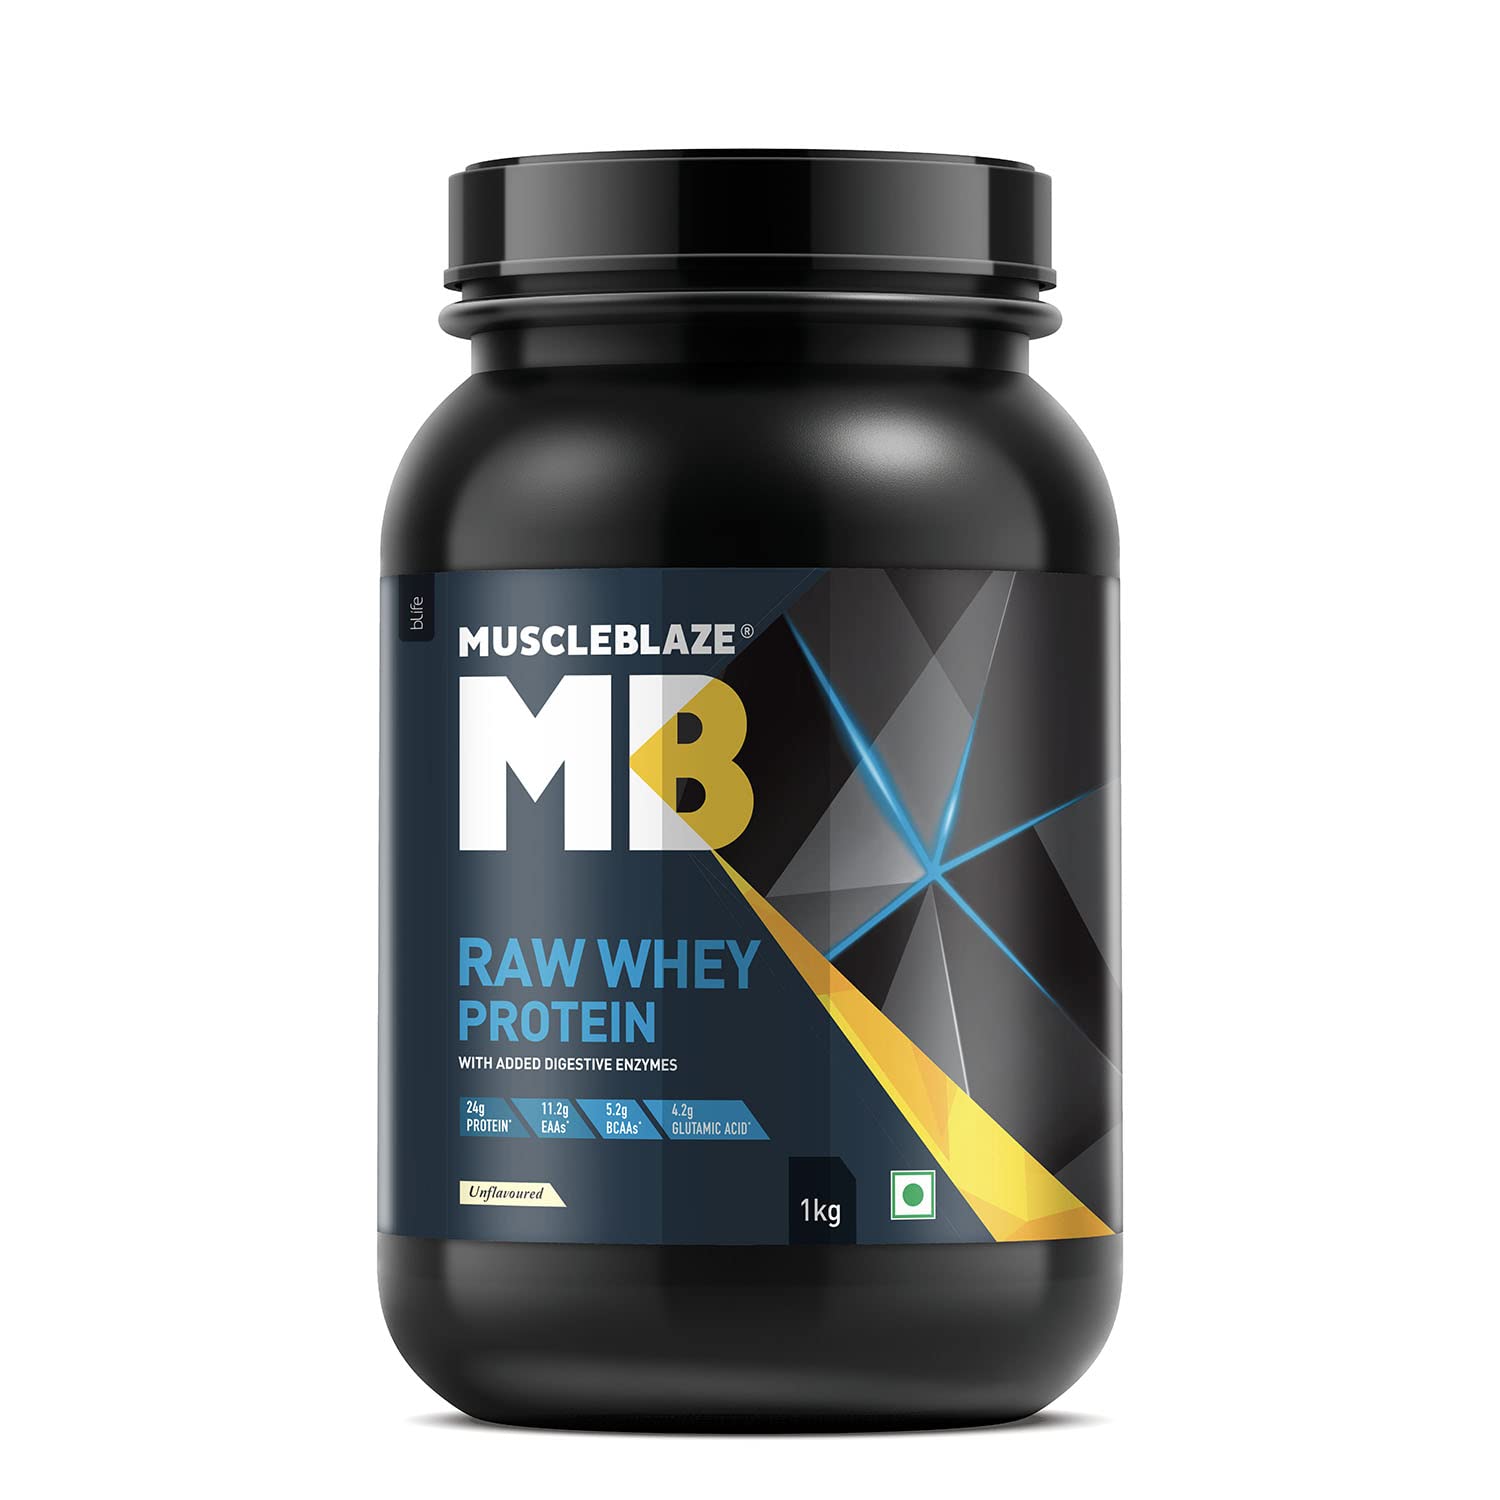 bLife
MUSCLEBLAZE®
MB
RAW WHEY
PROTEIN
WITH ADDED DIGESTIVE ENZYMES
24g
PROTEIN*
11.2g
EAAs*
5.2g
BCAAs*
4.2g
GLUTAMIC ACID*
Unflavoured
1kg